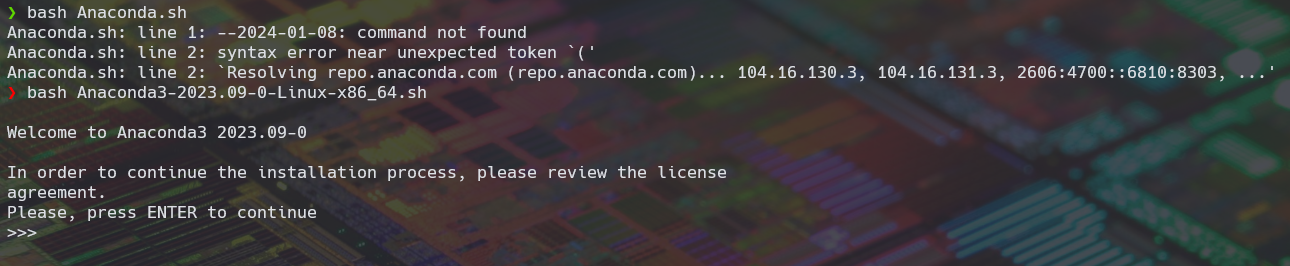 ❯ bash Anaconda.sh
Anaconda.sh: line 1: --2024-01-08: command not found
Anaconda.sh: line 2: syntax error near unexpected token `('
Anaconda.sh: line 2: `Resolving repo.anaconda.com (repo.anaconda.com)... 104.16.130.3, 104.16.131.3, 2606:4700::6810:8303, ...'
❯ bash Anaconda3-2023.09-0-Linux-x86_64.sh
Welcome to Anaconda3 2023.09-0
In order to continue the installation process, please review the license
agreement.
Please, press ENTER to continue
>>>